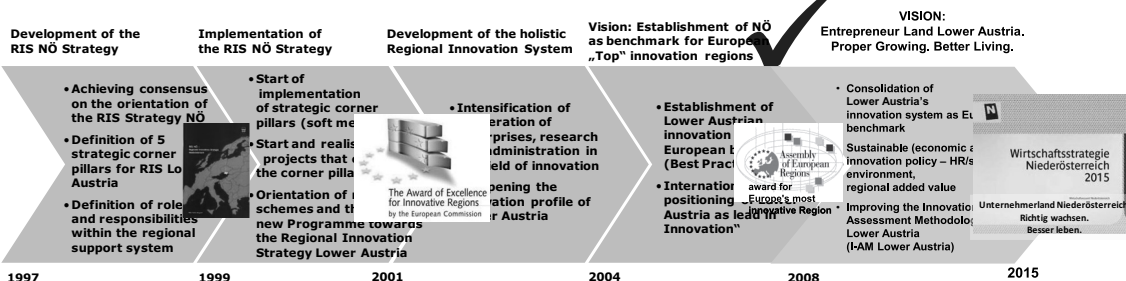 Development of the
RIS NÖ Strategy
Implementation of
the RIS NÖ Strategy
Development of the holistic
Regional Innovation System
Vision: Establishment of NÖ
as benchmark for European
„Top“ innovation regions
VISION:
Entrepreneur Land Lower Austria.
Proper Growing. Better Living.
•Achieving consensus
on the orientation of
the RIS Strategy NÖ
•Definition of 5
strategic corner
pillars for RIS Lo
Austria
•Definition of role
and responsibilities
within the regional
support system
•Start of
implementation
of strategic corner
pillars (soft me
Start and realis
projects that
the corner pilla
•Orientation of
schemes and th
new Programme towards
the Regional Innovation
Strategy Lower Austria
The Award of Excellence
for Innovative Regions
by the European Commission
•Intensification of
eration of
erprises, research
administration in
ield of innovation
pening the
vation profile of
r Austria
•Establishment of
Lower Austrian
innovation
European b
(Best Pract
•Internation
positioning
Austria as lead in
Innovation“
Assembly
of European
Regions
award for
Europe's most
innovative Region
• Consolidation of
Lower Austria's
innovation system as Eu
benchmark
Sustainable (economic a
innovation policy – HR/s
environment,
regional added value
• Improving the Innovatio
Assessment Methodolog
Lower Austria
(I-AM Lower Austria)
N
Wirtschaftsstrategie
Niederösterreich
2015
Unternehmerland Niederösterreich
Richtig wachsen.
Besser leben.
1997
1999
2001
2004
2008
2015